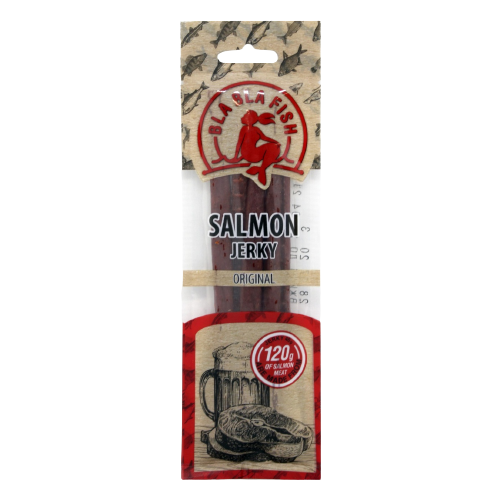 BLA BLA FISH
SALMON
JERKY
ORIGINAL
120g
OF SALMON
MEAT